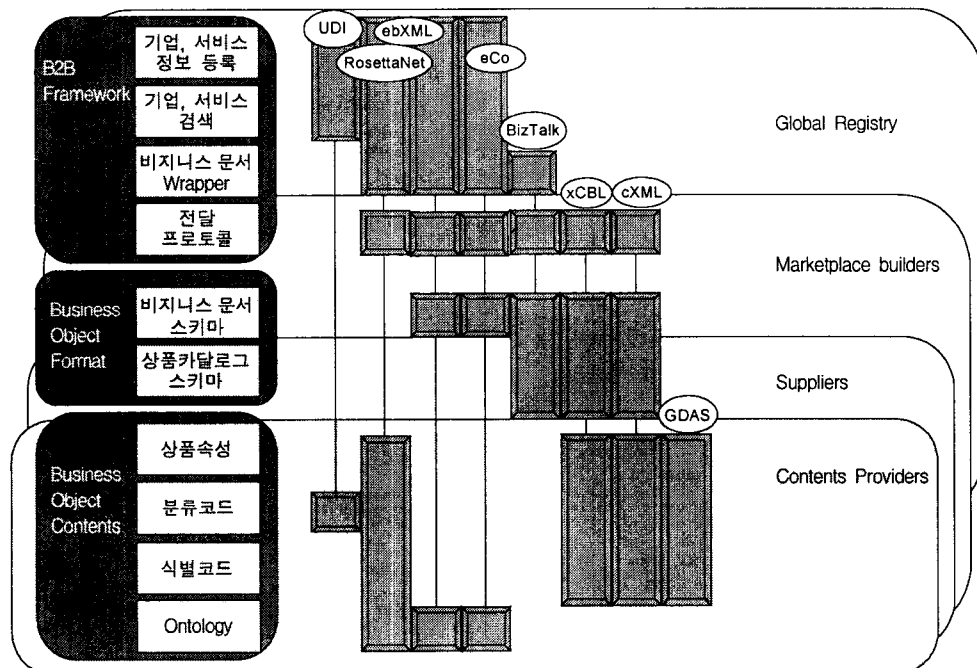 B2B
Framework
기업, 서비스
정보 등록
기업, 서비스
검색
비지니스 문서
Wrapper
전달
프로토콜
Business
Object
Format
비지니스 문서
스키마
상품카달로그
스키마
Business
Object
Contents
상품속성
분류코드
식별코드
Ontology
UDI
ebXML
RosettaNet
eCo
BizTalk
xCBL
cXML
GDAS
Global Registry
Marketplace builders
Suppliers
Contents Providers